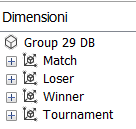 Dimensioni
Group 29 DB
Match
Loser
Winner
Tournament